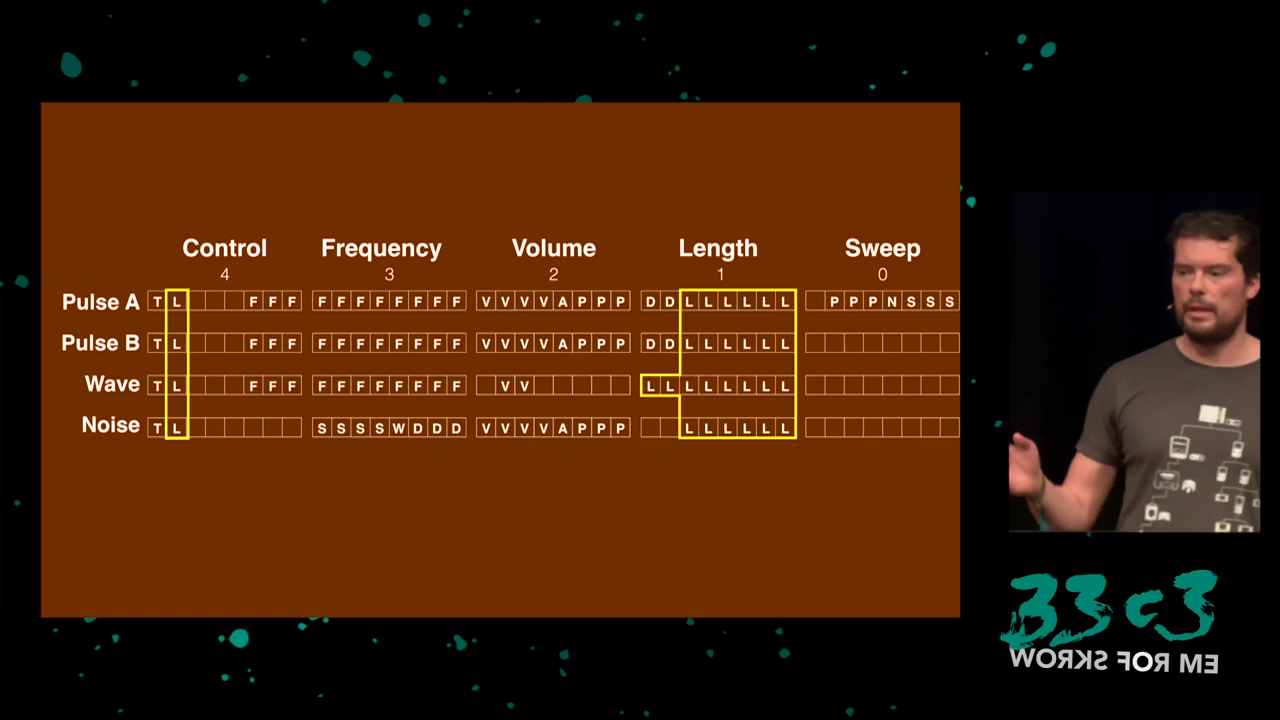 Control Frequency Volume Length Sweep
4 3 2 1 0
Pulse A T L F F F F F F F F F F F V V V V A P P P D D L L L L L L P P P N S S S
Pulse B T L F F F F F F F F F F F V V V V A P P P D D L L L L L L
Wave T L F F F F F F F F F F F V V L L L L L L L L
Noise T L S S S S W D D D V V V V A P P P L L L L L L
33c3
WORKS FOR ME